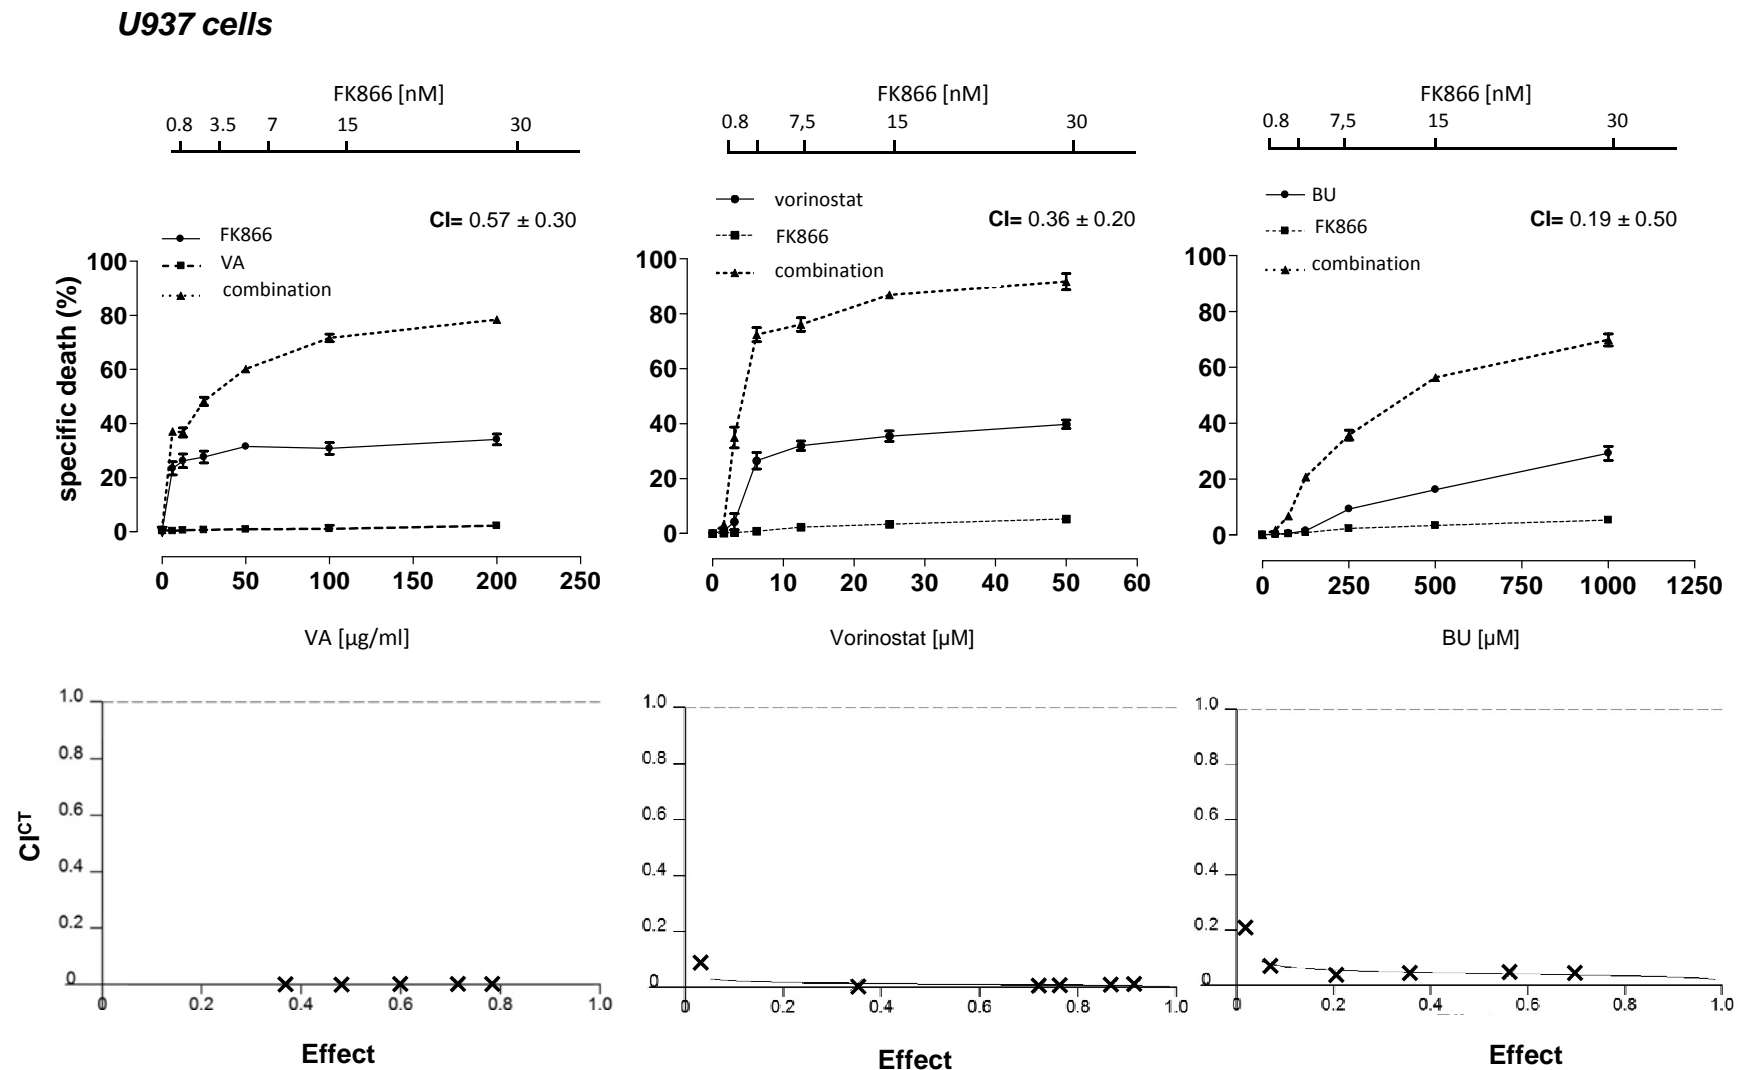 U937 cells
FK866 [nM]
0.8 3.5 7 15 30
FK866
VA
combination
CI= 0.57 ± 0.30
specific death (%)
100
80
60
40
20
0
0 50 100 150 200 250
VA [µg/ml]
FK866 [nM]
0.8 7,5 15 30
vorinostat
FK866
combination
CI= 0.36 ± 0.20
100
80
60
40
20
0
0 10 20 30 40 50 60
Vorinostat [µM]
FK866 [nM]
0.8 7,5 15 30
BU
FK866
combination
CI= 0.19 ± 0.50
100
80
60
40
20
0
0 250 500 750 1000 1250
BU [µM]
CI^CT
1.0
0.8
0.6
0.4
0.2
0
0 0.2 0.4 0.6 0.8 1.0
Effect
1.0
0.8
0.6
0.4
0.2
0
0 0.2 0.4 0.6 0.8 1.0
Effect
1.0
0.8
0.6
0.4
0.2
0
0 0.2 0.4 0.6 0.8 1.0
Effect